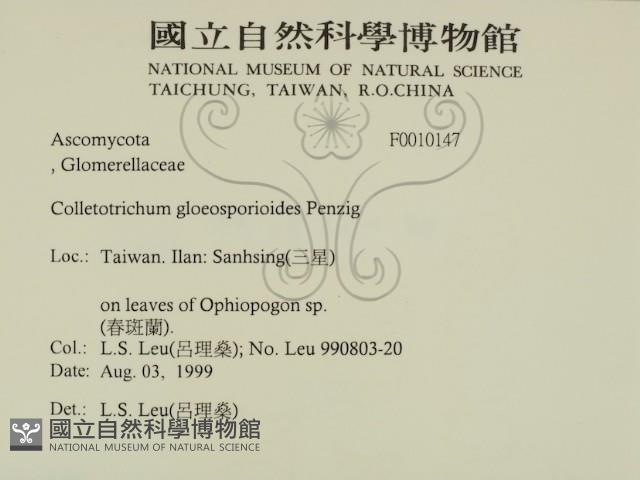 國立自然科學博物館
NATIONAL MUSEUM OF NATURAL SCIENCE
TAICHUNG, TAIWAN, R.O.CHINA
Ascomycota F0010147
, Glomerellaceae
Colletotrichum gloeosporioides Penzig
Loc.: Taiwan. Ilan: Sanhsing(三星)
on leaves of Ophiopogon sp.
(春斑蘭).
Col.: L.S. Leu(呂理燊); No. Leu 990803-20
Date: Aug. 03, 1999
Det.: L.S. Leu(呂理燊)
國立自然科學博物館
NATIONAL MUSEUM OF NATURAL SCIENCE